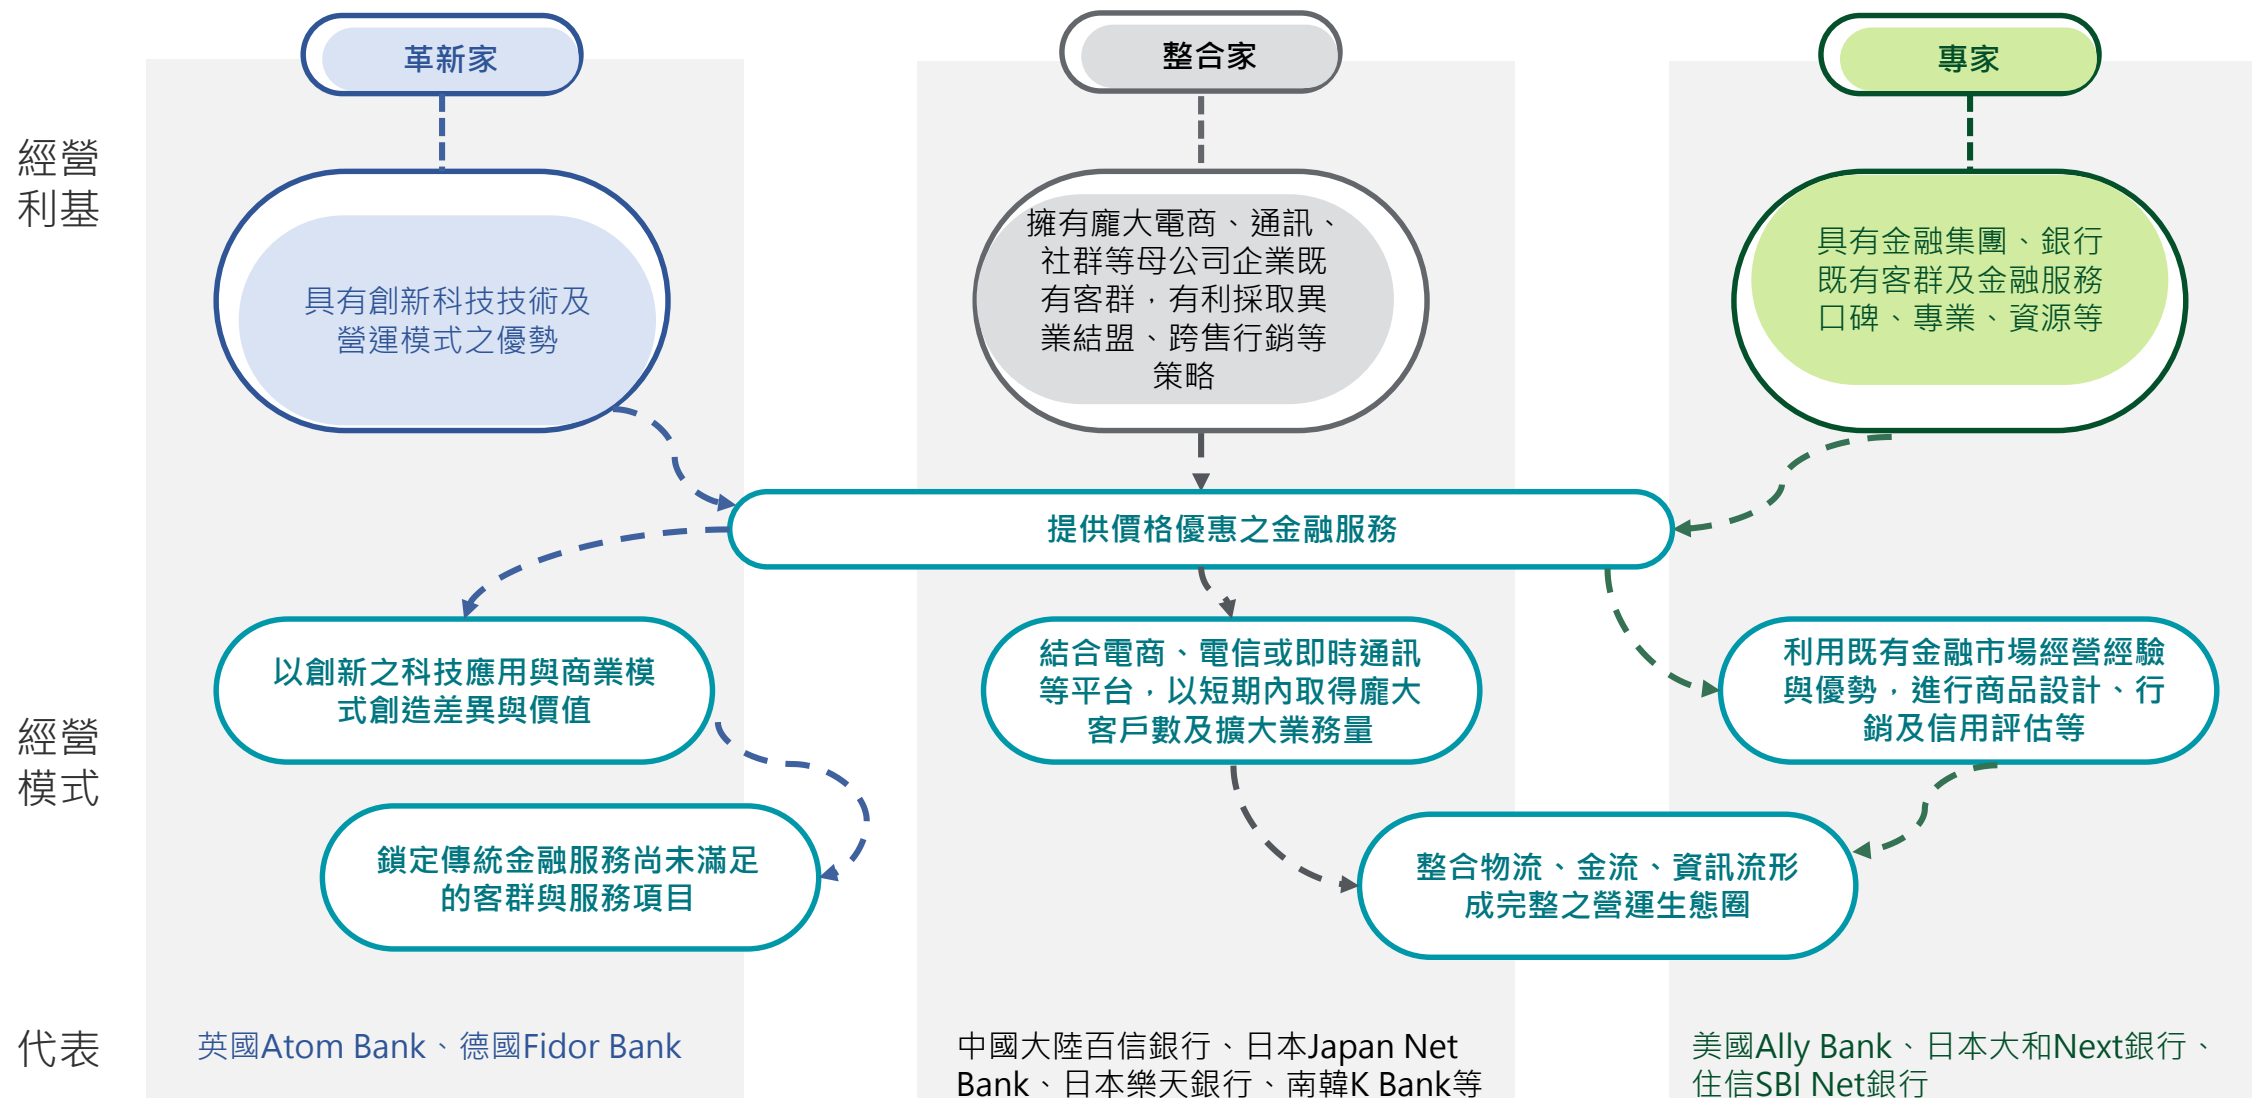 革新家
整合家
專家
經營
利基
具有創新科技技術及
營運模式之優勢
擁有龐大電商、通訊、
社群等母公司企業既
有客群，有利採取異
業結盟、跨售行銷等
策略
具有金融集團、銀行
既有客群及金融服務
口碑、專業、資源等
提供價格優惠之金融服務
經營
模式
以創新之科技應用與商業模
式創造差異與價值
結合電商、電信或即時通訊
等平台，以短期內取得龐大
客戶數及擴大業務量
利用既有金融市場經營經驗
與優勢，進行商品設計、行
銷及信用評估等
鎖定傳統金融服務尚未滿足
的客群與服務項目
整合物流、金流、資訊流形
成完整之營運生態圈
代表
英國Atom Bank、德國Fidor Bank
中國大陸百信銀行、日本Japan Net
Bank、日本樂天銀行、南韓K Bank等
美國Ally Bank、日本大和Next銀行、
住信SBI Net銀行